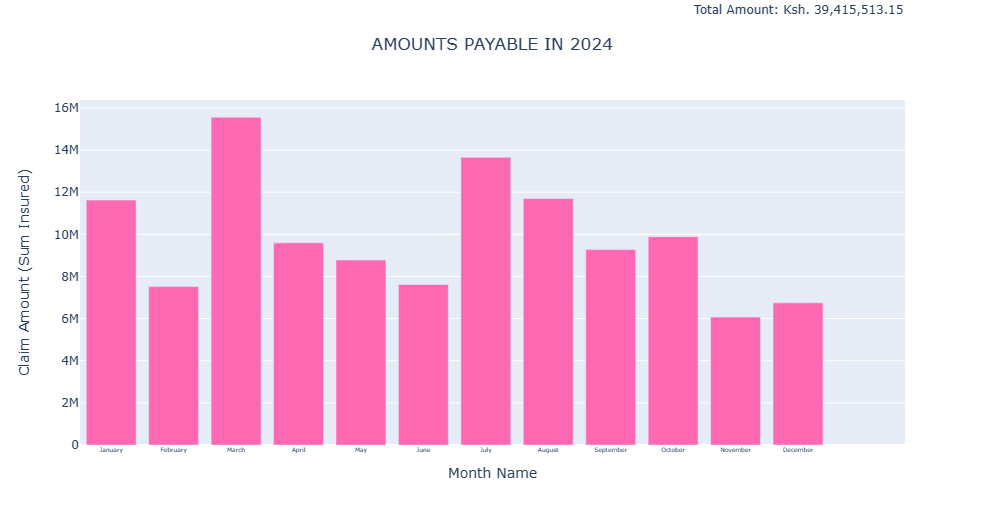 Total Amount: Ksh. 39,415,513.15
AMOUNTS PAYABLE IN 2024
Claim Amount (Sum Insured)
16M
14M
12M
10M
8M
6M
4M
2M
0
January February March April May June July August September October November December
Month Name